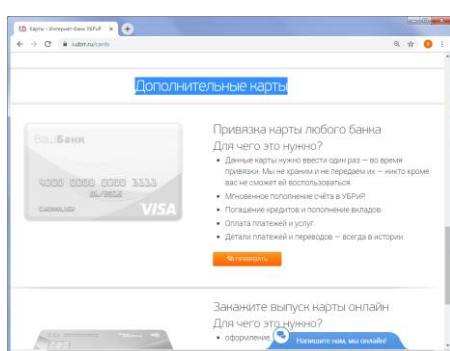 Карты - Интернет-банк УБРиР
i.ubrr.ru/cards
Дополнительные карты
ВашБанк
4000 0000 0000 3333
VISA
Привязка карты любого банка
Для чего это нужно?
Данные карты нужно ввести один раз — во время
привязки. Мы не храним и не передаем их — никто кроме
вас не сможет ей воспользоваться.
Мгновенное пополнение счёта в УБРиР.
Погашение кредитов и пополнение вкладов.
Оплата платежей и услуг.
Детали платежей и переводов — всегда в истории.
ПРИВЯЗАТЬ
Закажите выпуск карты онлайн
Для чего это нужно?
оформление,
Напишите нам, мы онлайн!